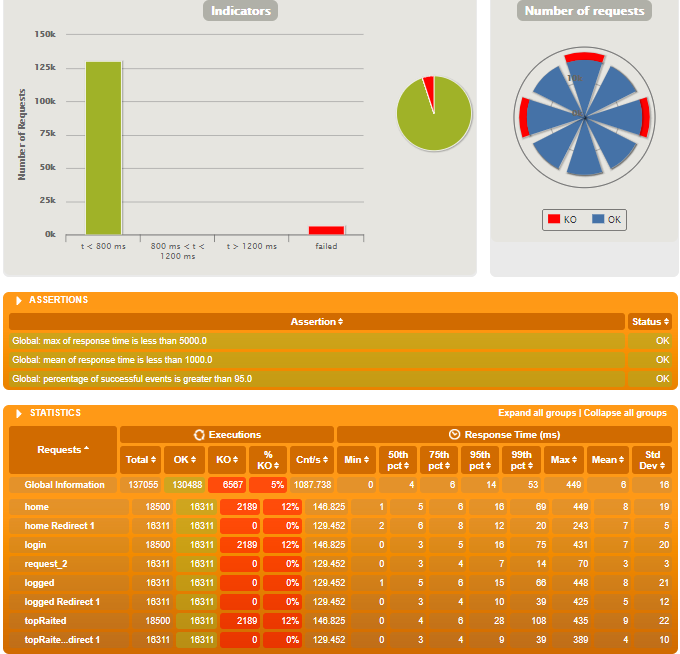 Indicators
Number of requests
Number of Requests
150k
125k
100k
75k
50k
25k
0k
t < 800 ms
800 ms < t < 1200 ms
t > 1200 ms
failed
KO OK
ASSERTIONS
Assertion Status
Global: max of response time is less than 5000.0 OK
Global: mean of response time is less than 1000.0 OK
Global: percentage of successful events is greater than 95.0 OK
STATISTICS Expand all groups | Collapse all groups
Requests Executions Response Time (ms)
Total OK KO % KO Cnt/s Min 50th pct 75th pct 95th pct 99th pct Max Mean Std Dev
Global Information 137055 130488 6567 5% 1087.738 0 4 6 14 53 449 6 16
home 18500 16311 2189 12% 146.825 1 5 6 16 69 449 8 19
home Redirect 1 16311 16311 0 0% 129.452 2 6 8 12 20 243 7 5
login 18500 16311 2189 12% 146.825 0 3 5 16 75 431 7 20
request_2 16311 16311 0 0% 129.452 0 3 4 7 14 70 3 3
logged 16311 16311 0 0% 129.452 1 5 6 15 66 448 8 21
logged Redirect 1 16311 16311 0 0% 129.452 0 3 4 10 39 425 5 12
topRaited 18500 16311 2189 12% 146.825 0 4 6 28 108 435 9 22
topRaite...direct 1 16311 16311 0 0% 129.452 0 3 4 9 39 389 4 10